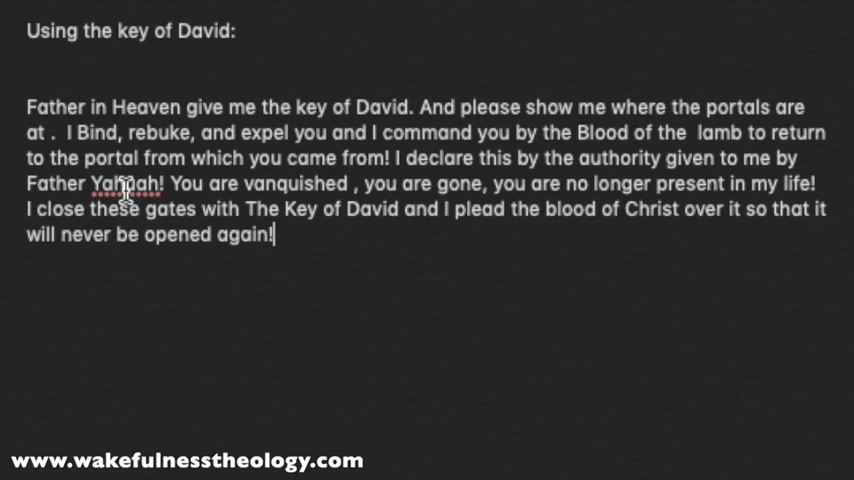 Using the key of David:
Father in Heaven give me the key of David. And please show me where the portals are
at . I Bind, rebuke, and expel you and I command you by the Blood of the lamb to return
to the portal from which you came from! I declare this by the authority given to me by
Father You are vanquished , you are gone, you are no longer present in my life!
I close these gates with The Key of David and I plead the blood of Christ over it so that it
will never be opened again!
www.wakefulnesstheology.com